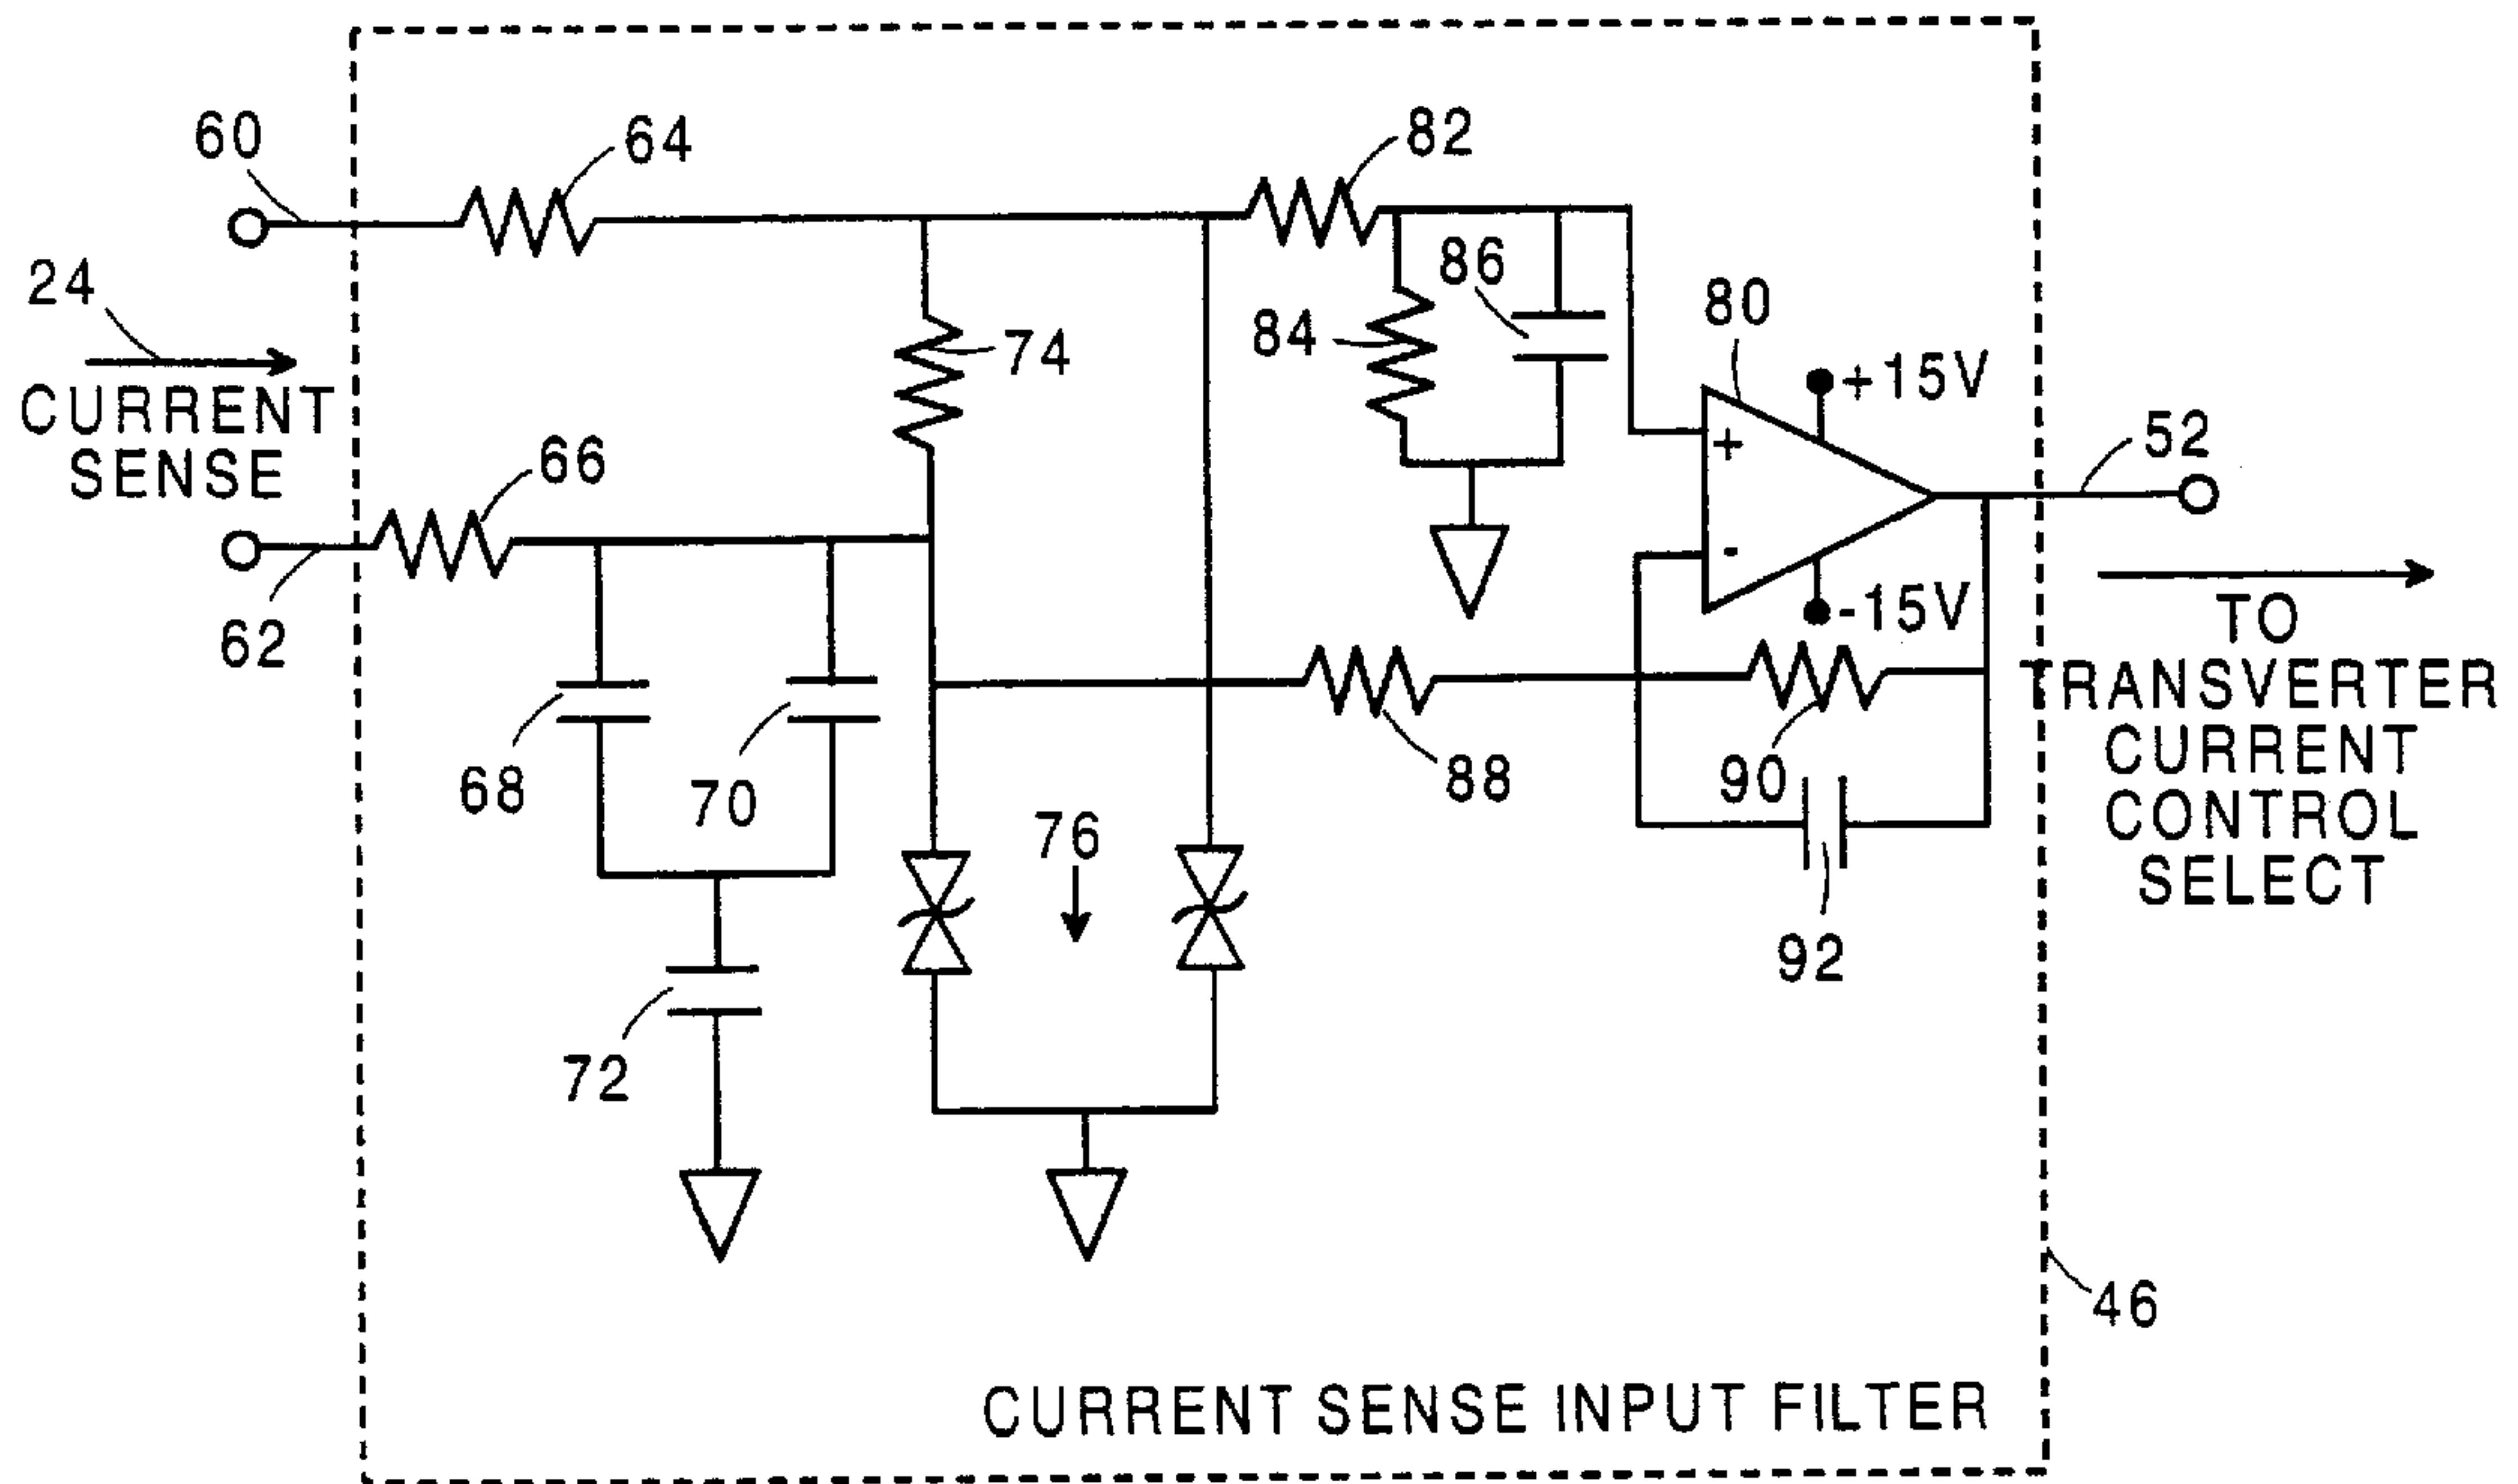 60
64
82
24
CURRENT
SENSE
86
84
80
+15V
74
+
66
52
-
-15V
62
TO
TRANSVERTER
CURRENT
CONTROL
SELECT
68
70
76
88
90
92
72
46
CURRENT SENSE INPUT FILTER